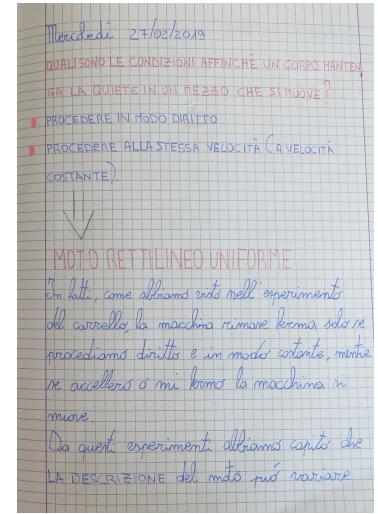 Mercoledì 27/02/2019
QUALI SONO LE CONDIZIONI AFFINCHÈ UN CORPO MANTEN
GA LA QUIETE IN UN MEZZO CHE SI MUOVE?
PROCEDERE IN MODO DIRITTO
PROCEDERE ALLA STESSA VELOCITÀ (A VELOCITÀ
COSTANTE).
MOTO RETTILINEO UNIFORME
In fatti, come abbiamo visto nell'esperimento
del carrello, la macchina rimane ferma solo se
procediamo diritto e in modo costante, mentre
se accellero o mi fermo la macchina si
muove.
Da questi esperimenti abbiamo capito che
LA DESCRIZIONE del moto può variare